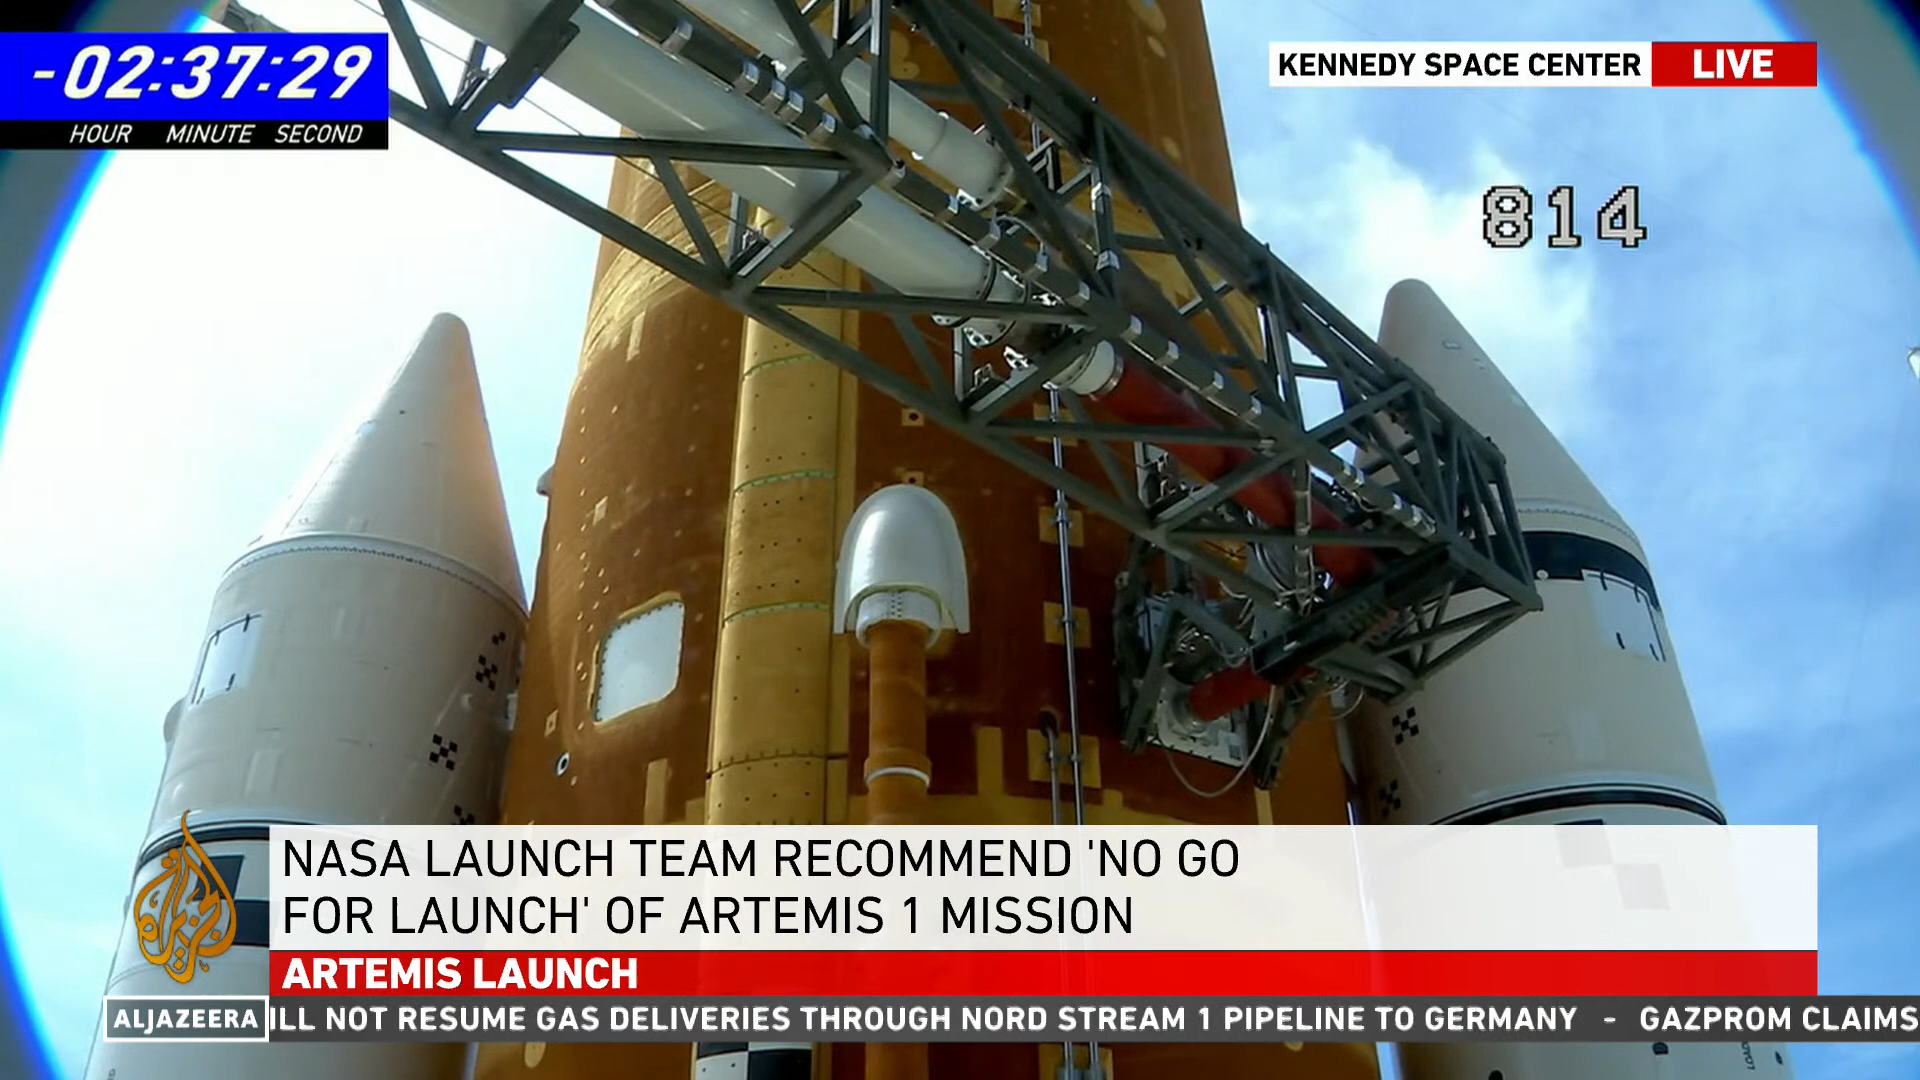 -02:37:29
HOUR MINUTE SECOND
KENNEDY SPACE CENTER LIVE
814
NASA LAUNCH TEAM RECOMMEND 'NO GO
FOR LAUNCH' OF ARTEMIS 1 MISSION
ARTEMIS LAUNCH
ALJAZEERA ILL NOT RESUME GAS DELIVERIES THROUGH NORD STREAM 1 PIPELINE TO GERMANY - GAZPROM CLAIMS